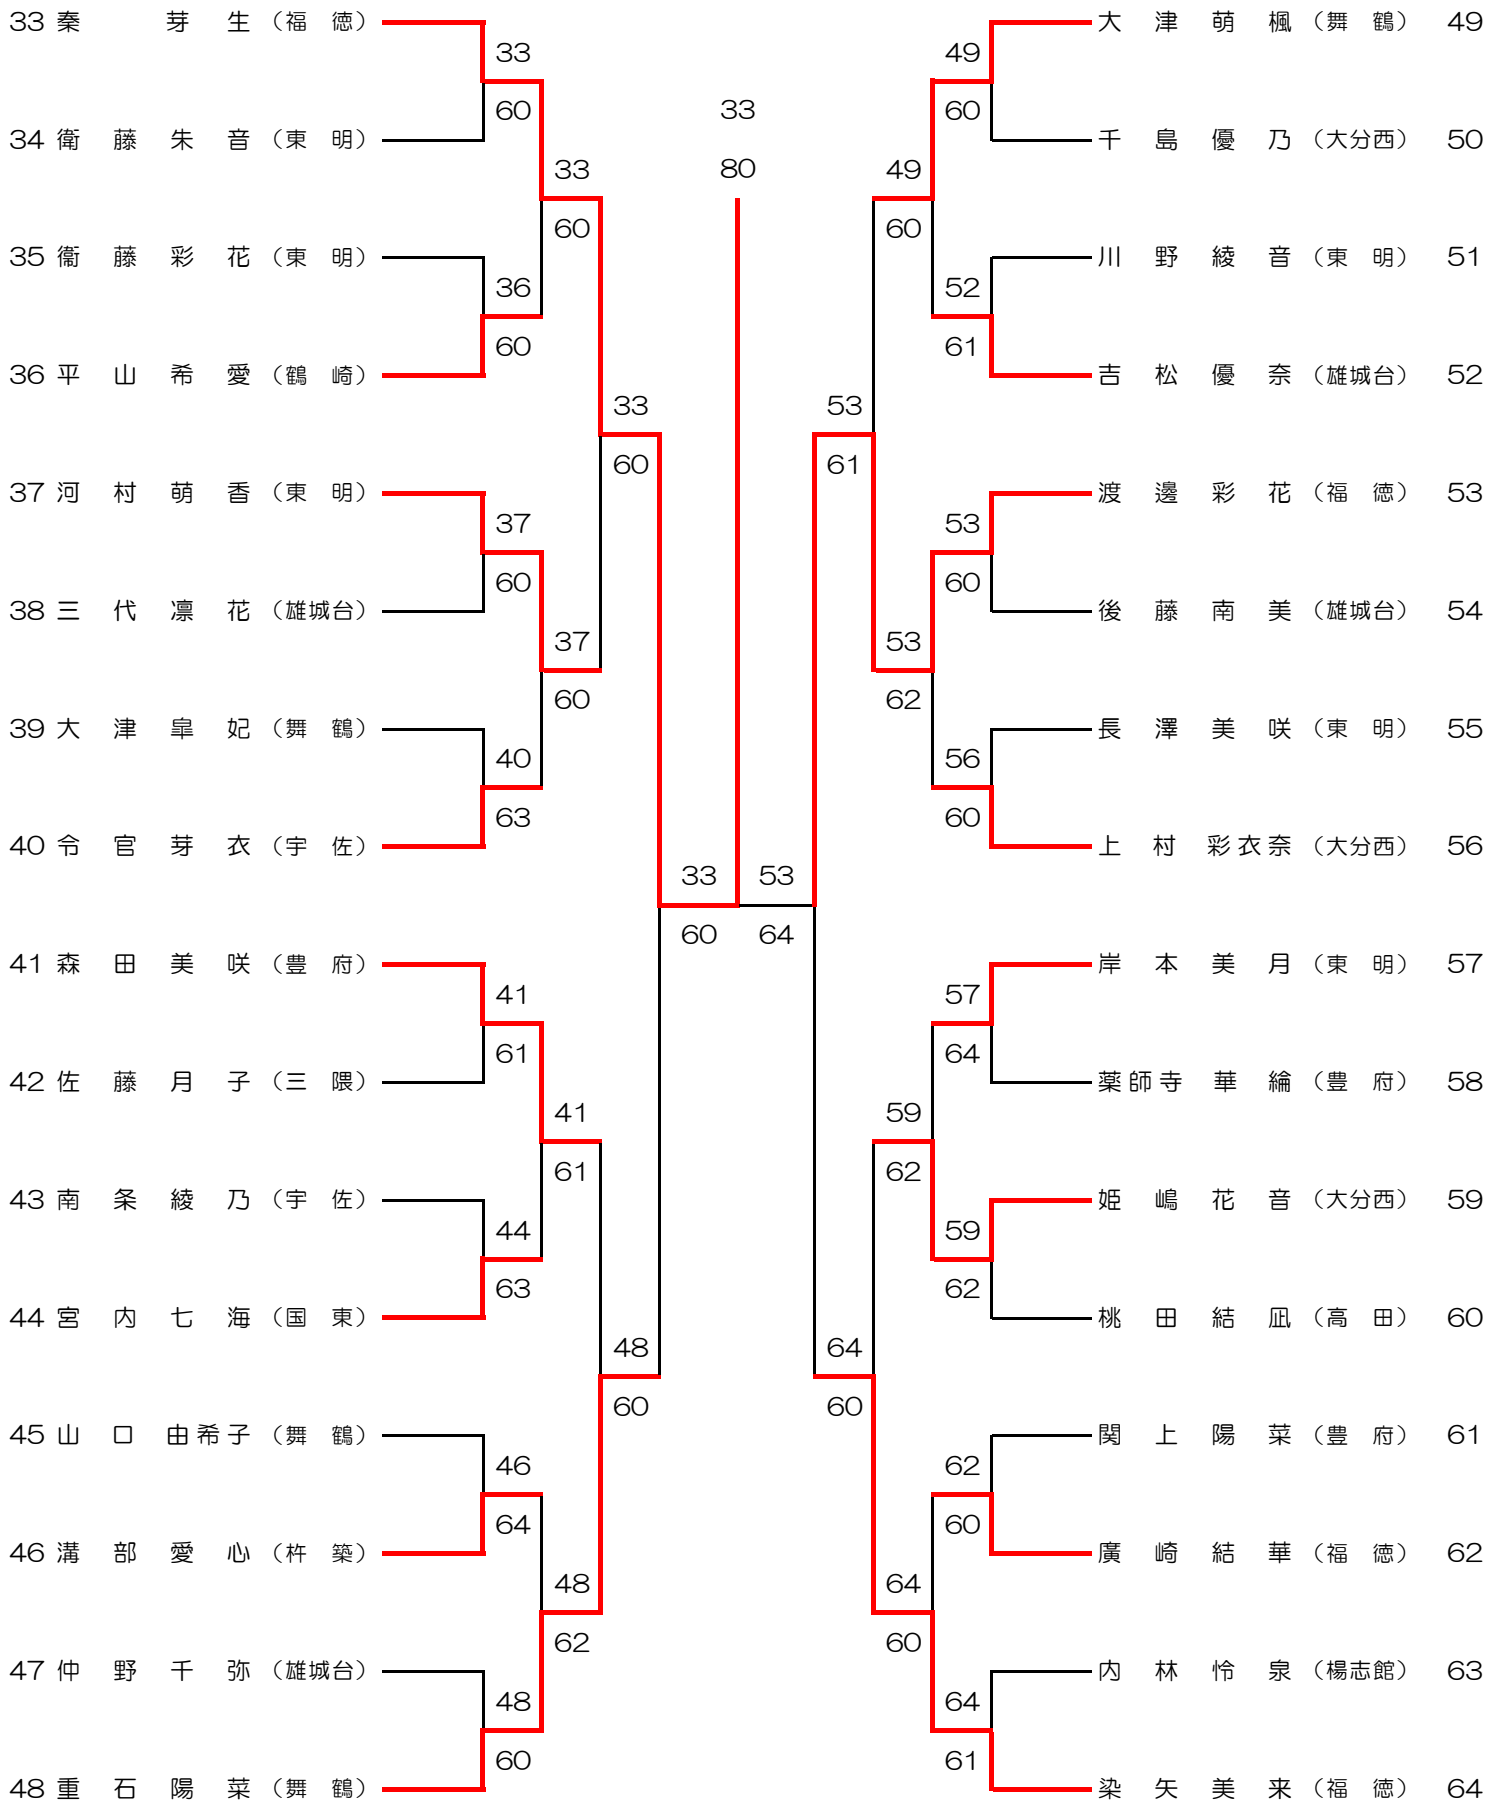 33 秦 芽 生 （福 徳） 大 津 萌 楓 （舞 鶴） 49
33 49
60 33 60
34 衛 藤 朱 音 （東 明） 千 島 優 乃 （大分西） 50
33 80 49
60 60
35 衞 藤 彩 花 （東 明） 川 野 綾 音 （東 明） 51
36 52
60 61
36 平 山 希 愛 （鶴 崎） 吉 松 優 奈 （雄城台） 52
33 53
60 61
37 河 村 萌 香 （東 明） 渡 邊 彩 花 （福 徳） 53
37 53
60 60
38 三 代 凛 花 （雄城台） 後 藤 南 美 （雄城台） 54
37 53
60 62
39 大 津 皐 妃 （舞 鶴） 長 澤 美 咲 （東 明） 55
40 56
63 60
40 令 官 芽 衣 （宇 佐） 上 村 彩衣奈 （大分西） 56
33 53
60 64
41 森 田 美 咲 （豊 府） 岸 本 美 月 （東 明） 57
41 57
61 64
42 佐 藤 月 子 （三 隈） 薬師寺 華 綸 （豊 府） 58
41 59
61 62
43 南 条 綾 乃 （宇 佐） 姫 嶋 花 音 （大分西） 59
44 59
63 62
44 宮 内 七 海 （国 東） 桃 田 結 凪 （高 田） 60
48 64
60 60
45 山 口 由希子 （舞 鶴） 関 上 陽 菜 （豊 府） 61
46 62
64 60
46 溝 部 愛 心 （杵 築） 廣 崎 結 華 （福 徳） 62
48 64
62 60
47 仲 野 千 弥 （雄城台） 内 林 怜 泉 （楊志館） 63
48 64
60 61
48 重 石 陽 菜 （舞 鶴） 染 矢 美 来 （福 徳） 64